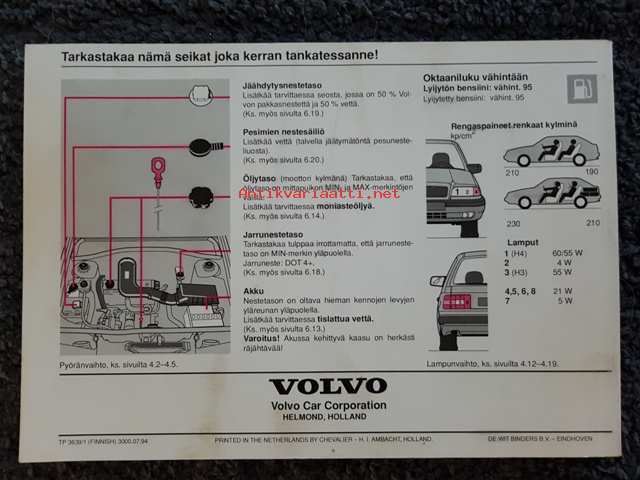 Tarkastakaa nämä seikat joka kerran tankatessanne!
Jäähdytysnestetaso
Lisätkää tarvittaessa seosta, jossa on 50 % Vol-
von pakkasnestettä ja 50 % vettä.
(Ks. myös sivulta 6.19.)
Pesimien nestesäiliö
Lisätkää vettä (talvella jäätymätöntä pesuneste-
liuosta).
(Ks. myös sivulta 6.20.)
Öljytaso (moottori kylmänä) Tarkastakaa, että
öljytaso on mittapuikon MIN- ja MAX-merkintöjen
välillä.
Lisätkää tarvittaessa moniasteöljyä.
(Ks. myös sivulta 6.14.)
Jarrunestetaso
Tarkastakaa tulppaa irrottamatta, että jarruneste-
taso on MIN-merkin yläpuolella.
Jarruneste: DOT 4+.
(Ks. myös sivulta 6.18.)
Akku
Nestetason on oltava hieman kennojen levyjen
yläreunan yläpuolella.
Lisätkää tarvittaessa tislattua vettä.
(Ks. myös sivulta 6.13.)
Varoitus! Akussa kehittyvä kaasu on herkästi
räjähtävää!
Pyöränvaihto, ks. sivuilta 4.2–4.5.
Oktaaniluku vähintään
Lyijytön bensiini: vähint. 95
Lyijytetty bensiini: vähint. 95
Rengaspaineet renkaat kylminä
kp/cm²
210 190
230 210
1
Lamput
1 (H4) 60/55 W
2 4 W
3 (H3) 55 W
4,5, 6, 8 21 W
7 5 W
Lampunvaihto, ks. sivuilta 4.12–4.19.
Antikvariaatti.net
VOLVO
Volvo Car Corporation
HELMOND, HOLLAND
TP 3639/1 (FINNISH) 3000.07.94
PRINTED IN THE NETHERLANDS BY CHEVALIER – H. I. AMBACHT, HOLLAND.
DE WIT BINDERS B.V. – EINDHOVEN